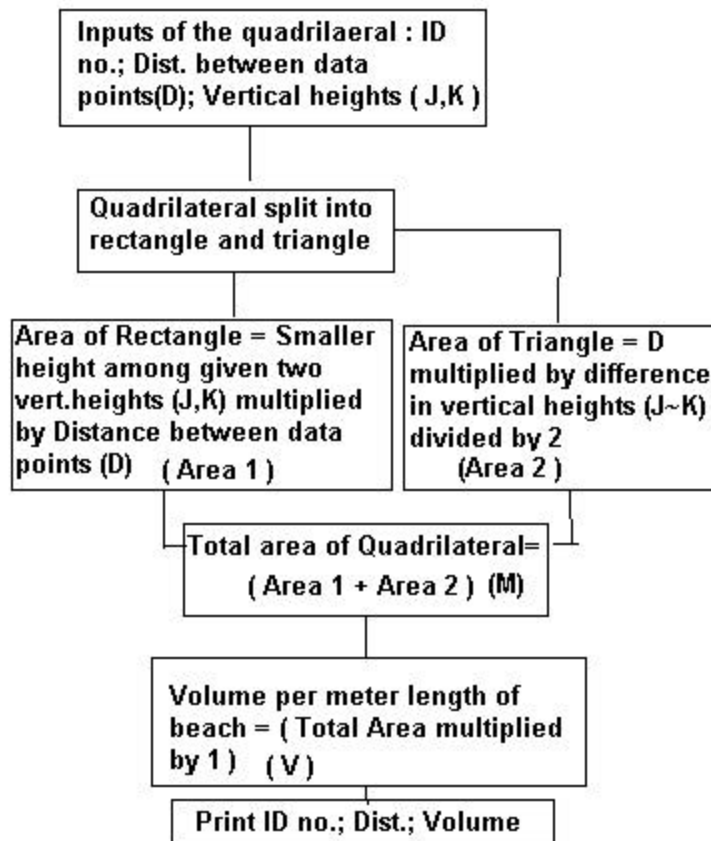 Inputs of the quadrilaeral : ID
no.; Dist. between data
points(D); Vertical heights ( J,K )
Quadrilateral split into
rectangle and triangle
Area of Rectangle = Smaller
height among given two
vert.heights (J,K) multiplied
by Distance between data
points (D) ( Area 1 )
Area of Triangle = D
multiplied by difference
in vertical heights (J~K)
divided by 2
(Area 2 )
Total area of Quadrilateral=
( Area 1 + Area 2 ) (M)
Volume per meter length of
beach = ( Total Area multiplied
by 1 ) ( V )
Print ID no.; Dist.; Volume